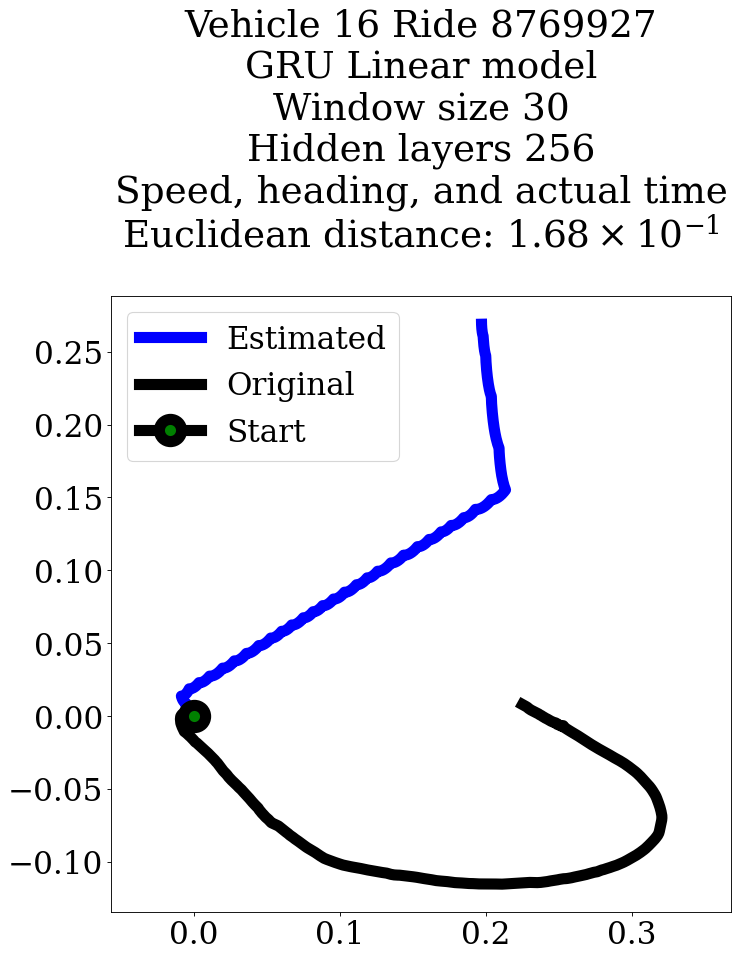 Vehicle 16 Ride 8769927
GRU Linear model
Window size 30
Hidden layers 256
Speed, heading, and actual time
Euclidean distance: 1.68 × 10⁻¹
Estimated
Original
Start
0.25
0.20
0.15
0.10
0.05
0.00
−0.05
−0.10
0.0 0.1 0.2 0.3